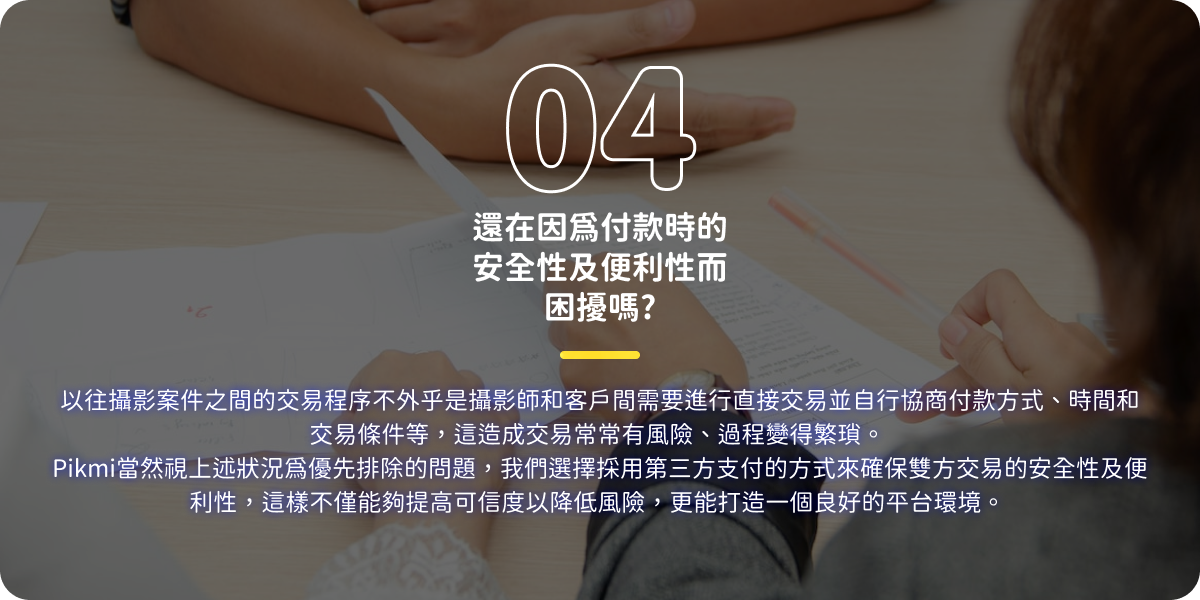 04
還在因為付款時的
安全性及便利性而
困擾嗎?
以往攝影案件之間的交易程序不外乎是攝影師和客戶間需要進行直接交易並自行協商付款方式、時間和
交易條件等，這造成交易常常有風險、過程變得繁瑣。
Pikmi當然視上述狀況為優先排除的問題，我們選擇採用第三方支付的方式來確保雙方交易的安全性及便
利性，這樣不僅能夠提高可信度以降低風險，更能打造一個良好的平台環境。